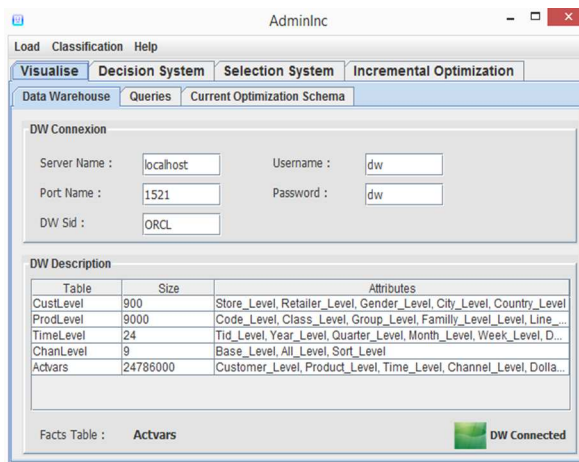 AdminInc
Load Classification Help
Visualise Decision System Selection System Incremental Optimization
Data Warehouse Queries Current Optimization Schema
DW Connexion
Server Name : localhost Username : dw
Port Name : 1521 Password : dw
DW Sid : ORCL
DW Description
Table Size Attributes
CustLevel 900 Store_Level, Retailer_Level, Gender_Level, City_Level, Country_Level
ProdLevel 9000 Code_Level, Class_Level, Group_Level, Familly_Level_Level, Line_...
TimeLevel 24 Tid_Level, Year_Level, Quarter_Level, Month_Level, Week_Level, D...
ChanLevel 9 Base_Level, All_Level, Sort_Level
Actvars 24786000 Customer_Level, Product_Level, Time_Level, Channel_Level, Dolla...
Facts Table : Actvars DW Connected